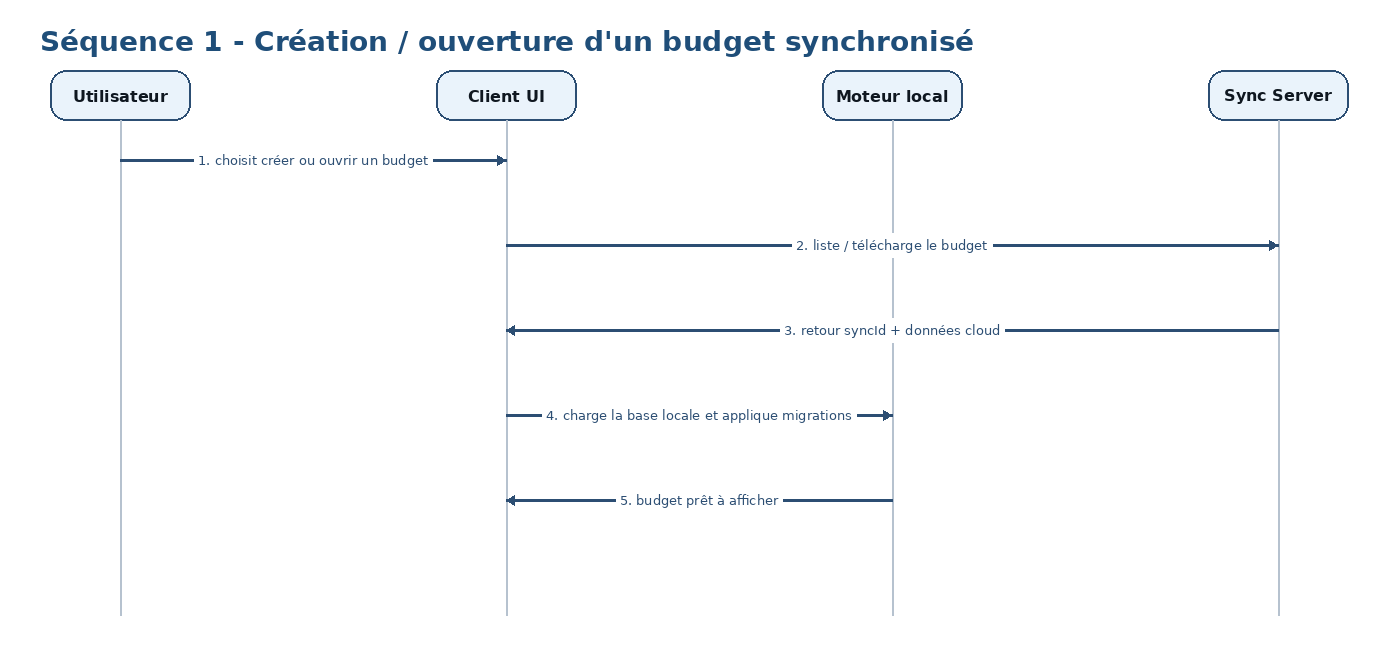 Séquence 1 - Création / ouverture d'un budget synchronisé
Utilisateur
Client UI
Moteur local
Sync Server
1. choisit créer ou ouvrir un budget
2. liste / télécharge le budget
3. retour syncId + données cloud
4. charge la base locale et applique migrations
5. budget prêt à afficher